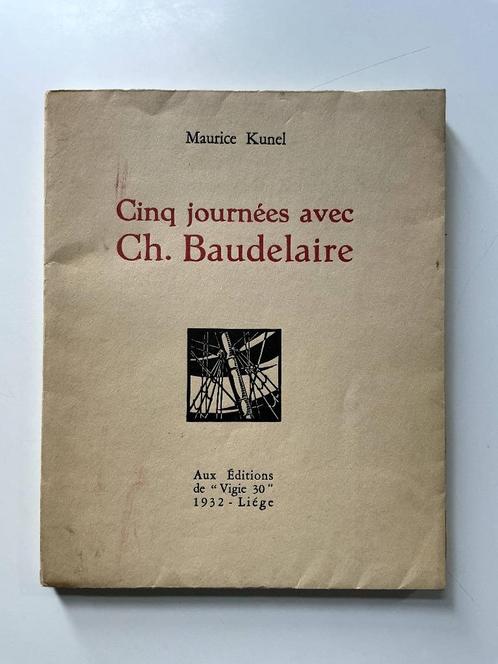 Maurice Kunel
Cinq journées avec
Ch. Baudelaire
Aux Éditions
de "Vigie 30"
1932 - Liége